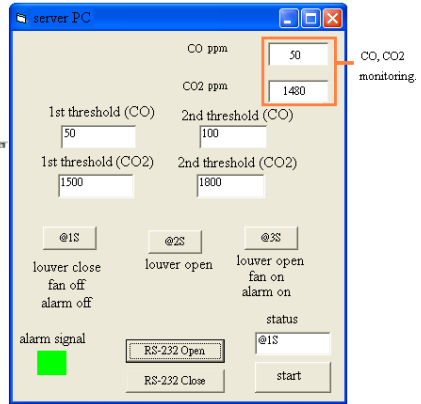 server PC
CO ppm
50
CO, CO2
monitoring.
CO2 ppm
1480
1st threshold (CO)
2nd threshold (CO)
50
100
1st threshold (CO2)
2nd threshold (CO2)
1500
1800
@1S
@2S
@3S
louver close
fan off
alarm off
louver open
louver open
fan on
alarm on
status
alarm signal
@1S
RS-232 Open
RS-232 Close
start